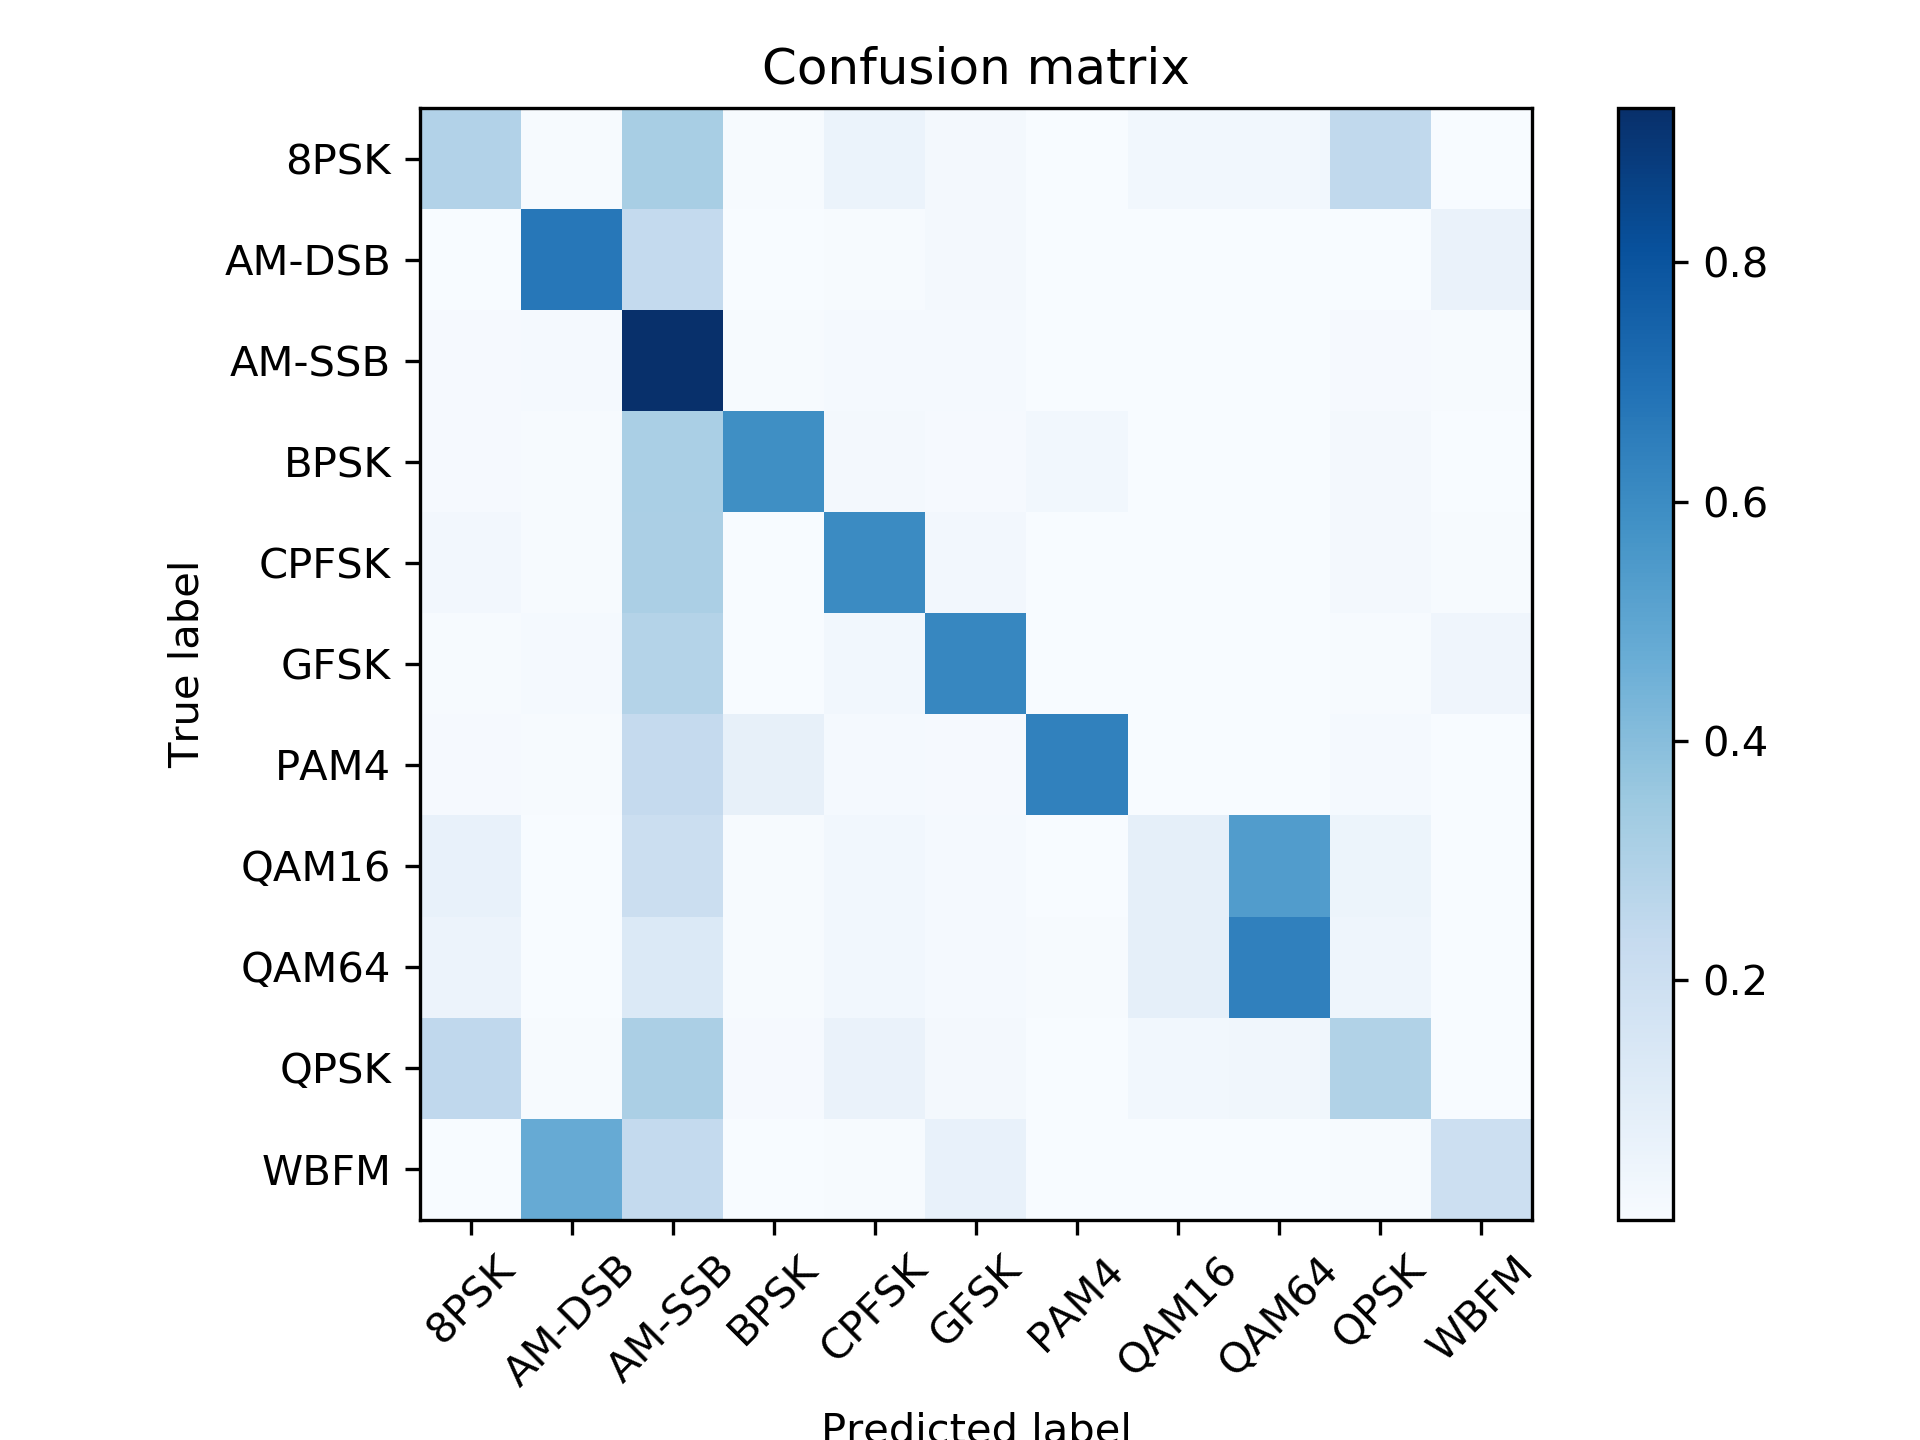 Confusion matrix
True label
8PSK
AM-DSB
AM-SSB
BPSK
CPFSK
GFSK
PAM4
QAM16
QAM64
QPSK
WBFM
8PSK
AM-DSB
AM-SSB
BPSK
CPFSK
GFSK
PAM4
QAM16
QAM64
QPSK
WBFM
Predicted label
0.8
0.6
0.4
0.2